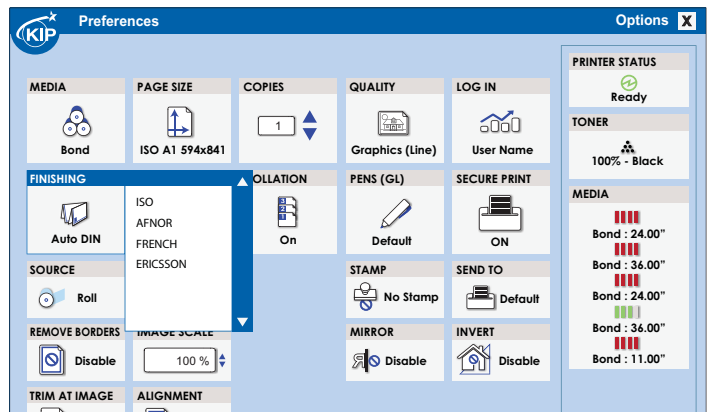 KIP
Preferences
Options X
MEDIA
PAGE SIZE
COPIES
QUALITY
LOG IN
PRINTER STATUS
Ready
Bond
ISO A1 594x841
1
Graphics (Line)
User Name
TONER
100% - Black
FINISHING
OLLATION
PENS (GL)
SECURE PRINT
Auto DIN
ISO
AFNOR
FRENCH
ERICSSON
3
2
1
On
Default
ON
MEDIA
Bond : 24.00”
Bond : 36.00”
Bond : 24.00”
Bond : 36.00”
Bond : 11.00”
SOURCE
STAMP
SEND TO
Roll
No Stamp
Default
REMOVE BORDERS
IMAGE SCALE
MIRROR
INVERT
Disable
100 %
R Disable
Disable
TRIM AT IMAGE
ALIGNMENT